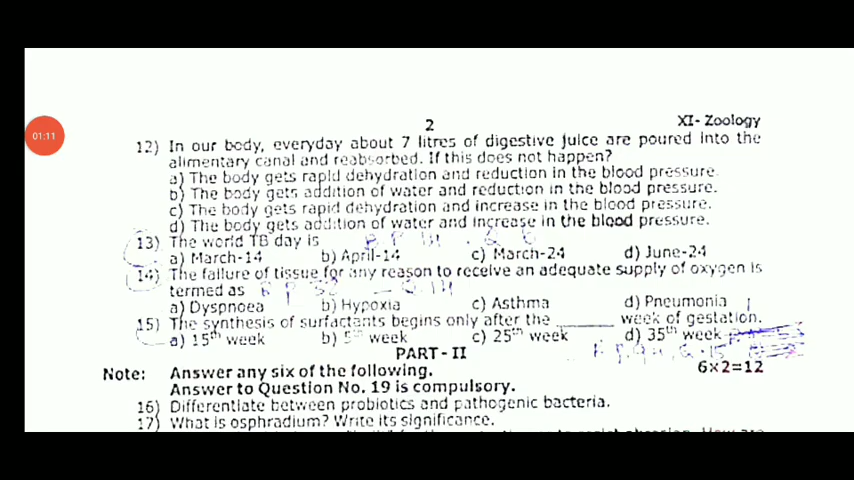 2
XI- Zoology
01:11
12) In our body, everyday about 7 litres of digestive juice are poured into the
alimentary canal and reabsorbed. If this does not happen?
a) The body gets rapid dehydration and reduction in the blood pressure.
b) The body gets addition of water and reduction in the blood pressure.
c) The body gets rapid dehydration and increase in the blood pressure.
d) The body gets addition of water and increase in the blood pressure.
13) The world TB day is
a) March-14 b) April-14 c) March-24 d) June-24
14) The failure of tissue for any reason to receive an adequate supply of oxygen is
termed as
a) Dyspnoea b) Hypoxia c) Asthma d) Pneumonia
15) The synthesis of surfactants begins only after the ______ week of gestation.
a) 15th week b) 5th week c) 25th week d) 35th week
PART - II
Note: Answer any six of the following. 6×2=12
Answer to Question No. 19 is compulsory.
16) Differentiate between probiotics and pathogenic bacteria.
17) What is osphradium? Write its significance.